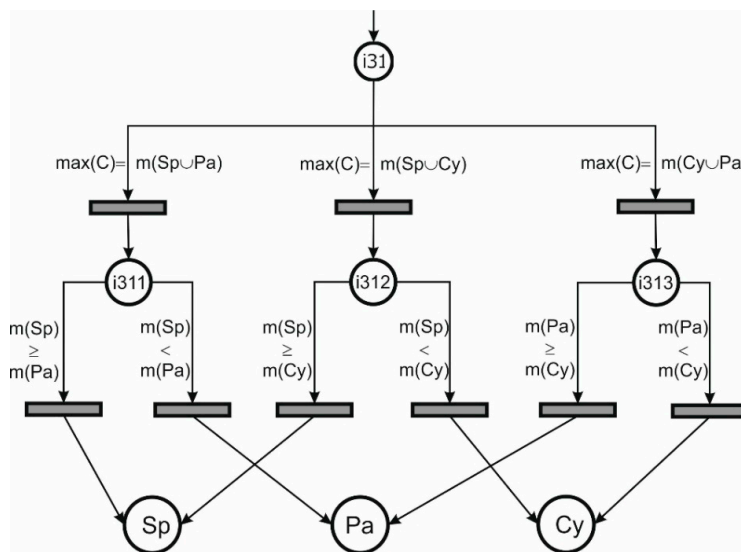 i31
max(C)= m(Sp∪Pa)
max(C)= m(Sp∪Cy)
max(C)= m(Cy∪Pa
i311
i312
i313
m(Sp)
≥
m(Pa)
m(Sp)
<
m(Pa)
m(Sp)
≥
m(Cy)
m(Sp)
<
m(Cy)
m(Pa)
≥
m(Cy)
m(Pa)
<
m(Cy)
Sp
Pa
Cy